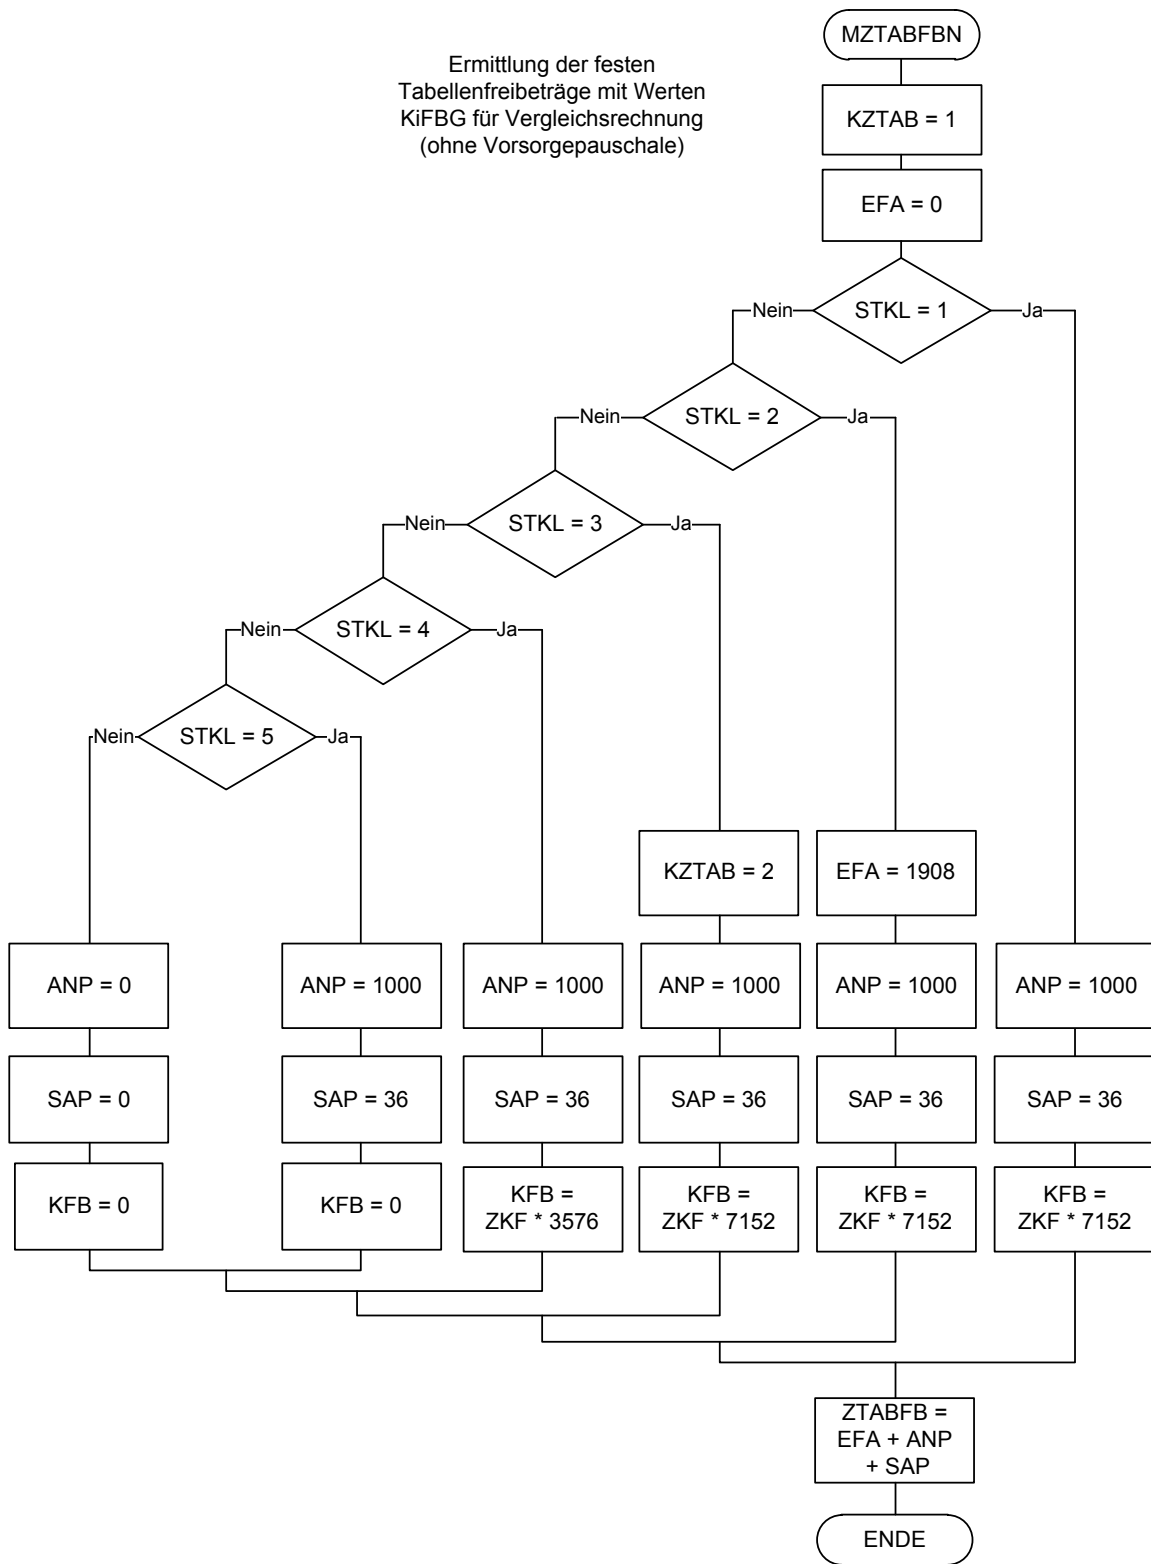 MZTABFBN
Ermittlung der festen
Tabellenfreibeträge mit Werten
KiFBG für Vergleichsrechnung
(ohne Vorsorgepauschale)
KZTAB = 1
EFA = 0
Nein
STKL = 1
Ja
Nein
STKL = 2
Ja
Nein
STKL = 3
Ja
Nein
STKL = 4
Ja
Nein
STKL = 5
Ja
KZTAB = 2
EFA = 1908
ANP = 0
ANP = 1000
ANP = 1000
ANP = 1000
ANP = 1000
ANP = 1000
SAP = 0
SAP = 36
SAP = 36
SAP = 36
SAP = 36
SAP = 36
KFB = 0
KFB = 0
KFB =
ZKF * 3576
KFB =
ZKF * 7152
KFB =
ZKF * 7152
KFB =
ZKF * 7152
ZTABFB =
EFA + ANP
+ SAP
ENDE